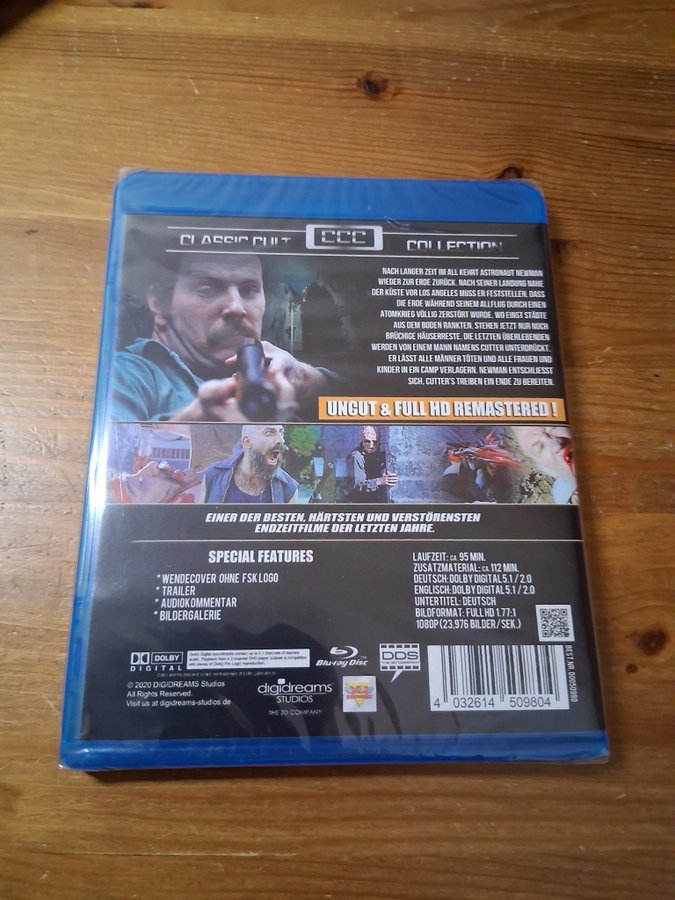 CLASSIC CULT CCC COLLECTION
NACH LANGER ZEIT IM ALL KEHRT ASTRONAUT NEWMAN
WIEDER ZUR ERDE ZURÜCK. NACH SEINER LANDUNG NAHE
DER KÜSTE VOR LOS ANGELES MUSS ER FESTSTELLEN, DASS
DIE ERDE WÄHREND SEINEM ALLFLUG DURCH EINEN
ATOMKRIEG VÖLLIG ZERSTÖRT WURDE. WO EINST STÄDTE
AUS DEM BODEN RANKTEN. STEHEN JETZT NUR NOCH
BRÜCHIGE HÄUSERRESTE. DIE LETZTEN ÜBERLEBENDEN
WERDEN VON EINEM MANN NAMENS CUTTER UNTERDRÜCKT.
ER LÄSST ALLE MÄNNER TÖTEN UND ALLE FRAUEN UND
KINDER IN EIN CAMP VERLAGERN. NEWMAN ENTSCHLIESST
SICH, CUTTER'S TREIBEN EIN ENDE ZU BEREITEN.
UNCUT & FULL HD REMASTERED !
EINER DER BESTEN, HÄRTSTEN UND VERSTÖRENSTEN
ENDZEITFILME DER LETZTEN JAHRE.
SPECIAL FEATURES
* WENDECOVER OHNE FSK LOGO
* TRAILER
* AUDIOKOMMENTAR
* BILDERGALERIE
LAUFZEIT: CA. 95 MIN.
ZUSATZMATERIAL: CA. 112 MIN.
DEUTSCH: DOLBY DIGITAL 5.1 / 2.0
ENGLISCH: DOLBY DIGITAL 5.1 / 2.0
UNTERTITEL: DEUTSCH
BILDFORMAT: FULL HD 1.77:1
1080P (23,976 BILDER/SEK.)
BEST NR 00050980
DOLBY
DIGITAL
Blu-ray Disc
DDS
© 2020 DIGIDREAMS Studios
All Rights Reserved.
Visit us at digidreams-studios.de
digidreams
STUDIOS
THE 3D COMPANY
4 032614 509804